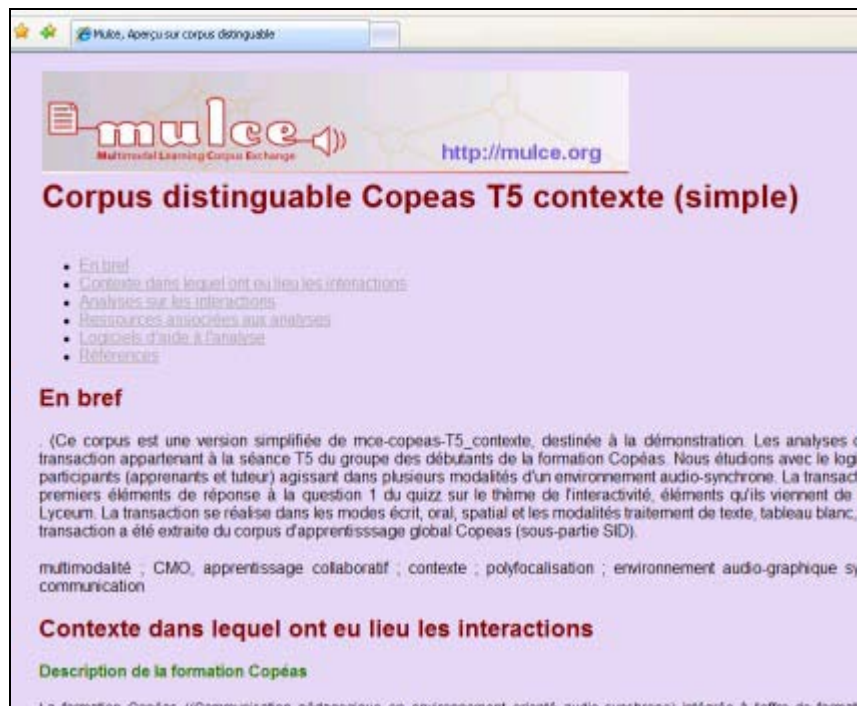 Mulce, Aperçu sur corpus distinguable
mulce
Multimodal Learning Corpus Exchange
http://mulce.org
Corpus distinguable Copeas T5 contexte (simple)
En bref
Contexte dans lequel ont eu lieu les interactions
Analyses sur les interactions
Ressources associées aux analyses
Logiciels d'aide à l'analyse
Références
En bref
. (Ce corpus est une version simplifiée de mce-copeas-T5_contexte, destinée à la démonstration. Les analyses
transaction appartenant à la séance T5 du groupe des débutants de la formation Copéas. Nous étudions avec le logi
participants (apprenants et tuteur) agissant dans plusieurs modalités d'un environnement audio-synchrone. La transact
premiers éléments de réponse à la question 1 du quizz sur le thème de l'interactivité, éléments qu'ils viennent de
Lyceum. La transaction se réalise dans les modes écrit, oral, spatial et les modalités traitement de texte, tableau blanc,
transaction a été extraite du corpus d'apprentisssage global Copeas (sous-partie SID).
multimodalité ; CMO, apprentissage collaboratif ; contexte ; polyfocalisation ; environnement audio-graphique sy
communication
Contexte dans lequel ont eu lieu les interactions
Description de la formation Copéas